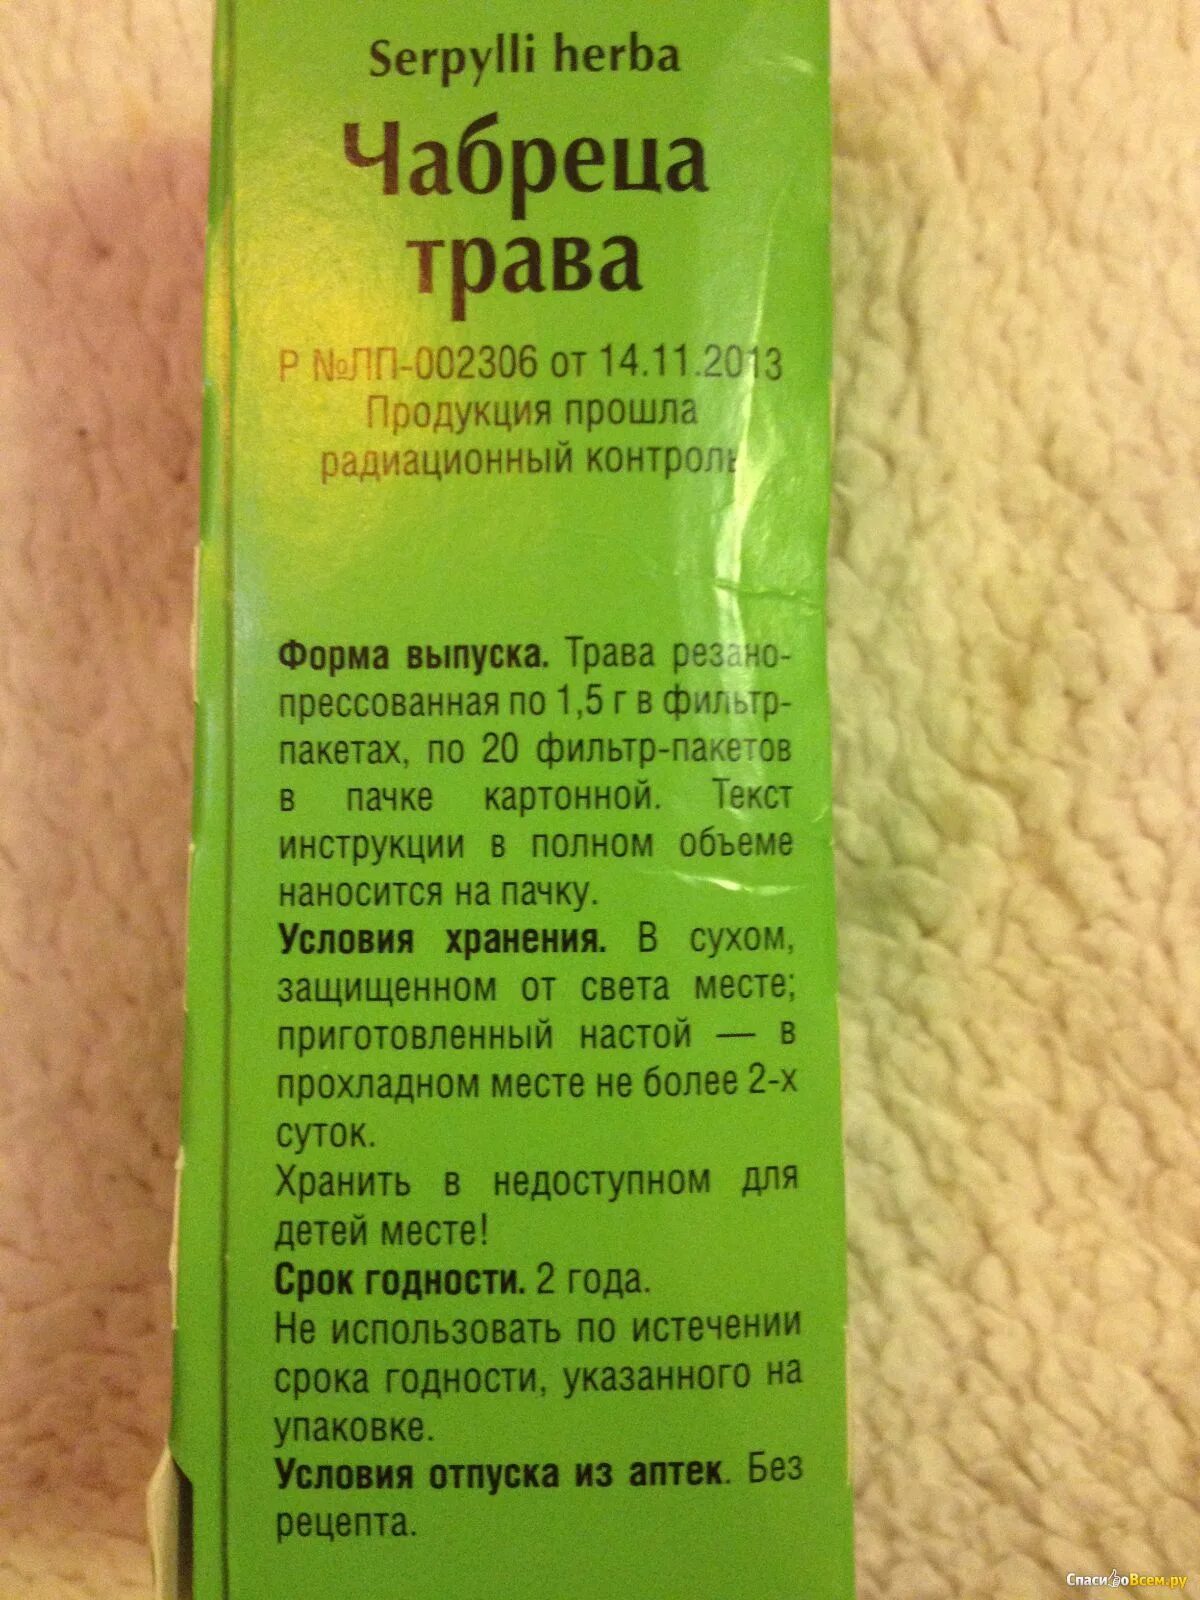 Serpylli herba
Чабреца
трава
Р №ЛП-002306 от 14.11.2013
Продукция прошла
радиационный контроль
Форма выпуска. Трава резано-
прессованная по 1,5 г в фильтр-
пакетах, по 20 фильтр-пакетов
в пачке картонной. Текст
инструкции в полном объеме
наносится на пачку.
Условия хранения. В сухом,
защищенном от света месте;
приготовленный настой — в
прохладном месте не более 2-х
суток.
Хранить в недоступном для
детей месте!
Срок годности. 2 года.
Не использовать по истечении
срока годности, указанного на
упаковке.
Условия отпуска из аптек. Без
рецепта.
СпасибоВсем.ру